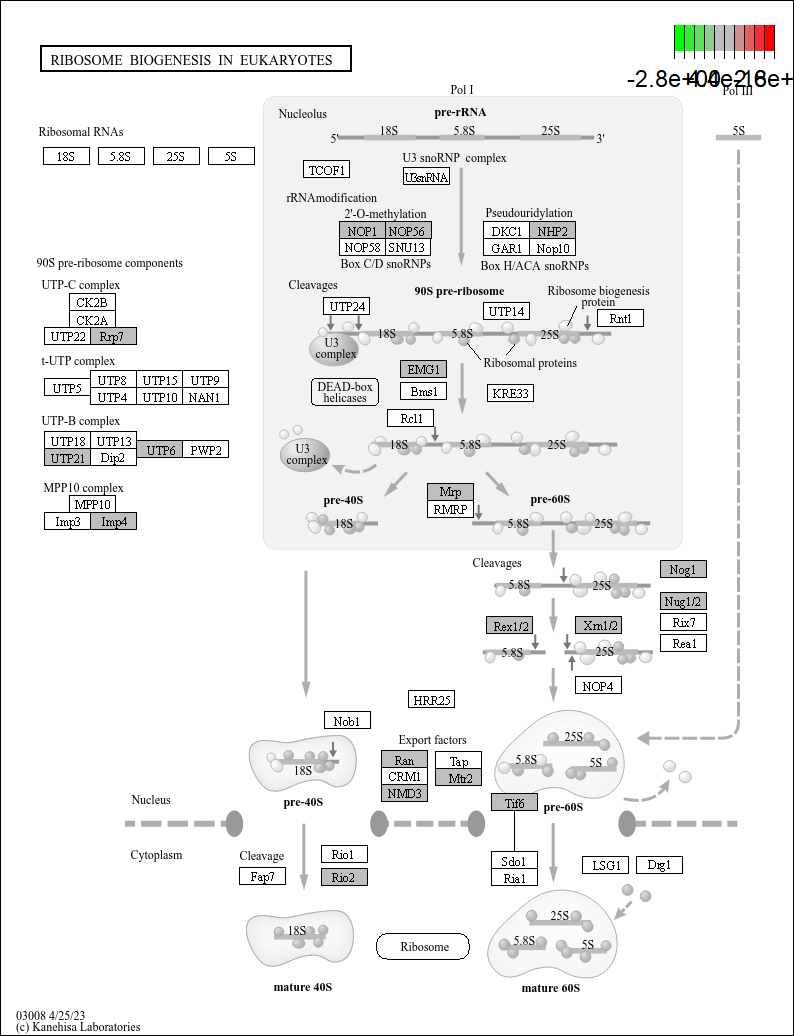 RIBOSOME BIOGENESIS IN EUKARYOTES
Pol I
Pol III
Nucleolus
pre-rRNA
Ribosomal RNAs
18S 5.8S 25S
5S
5'
3'
18S 5.8S 25S 5S
U3 snoRNP complex
TCOF1
U3snRNA
rRNAmodification
2'-O-methylation
Pseudouridylation
NOP1 NOP56
DKC1 NHP2
NOP58 SNU13
GAR1 Nop10
Box C/D snoRNPs
Box H/ACA snoRNPs
90S pre-ribosome components
UTP-C complex
CK2B
CK2A
UTP22 Rrp7
t-UTP complex
UTP5
UTP8 UTP15 UTP9
UTP4 UTP10 NAN1
UTP-B complex
UTP18 UTP13
UTP21 Dip2
UTP6 PWP2
MPP10 complex
MPP10
Imp3 Imp4
Cleavages
90S pre-ribosome
Ribosome biogenesis
protein
UTP24
UTP14
Rnt1
18S 5.8S 25S
U3
complex
Ribosomal proteins
EMG1
DEAD-box
helicases
Bms1
KRE33
Rcl1
18S 5.8S 25S
U3
complex
pre-40S
Mrp
pre-60S
RMRP
18S
5.8S 25S
Cleavages
Nog1
5.8S 25S
Nug1/2
Rex1/2
Xrn1/2
Rix7
5.8S
25S
Rea1
NOP4
HRR25
Nob1
Export factors
25S
Ran
Tap
5.8S
5S
18S
CRM1
Mtr2
NMD3
Nucleus
pre-40S
Tif6
pre-60S
Cytoplasm
Cleavage
Rio1
Fap7
Rio2
Sdo1
Ria1
LSG1
Drg1
25S
18S
Ribosome
5.8S
5S
mature 40S
mature 60S
03008 4/25/23
(c) Kanehisa Laboratories